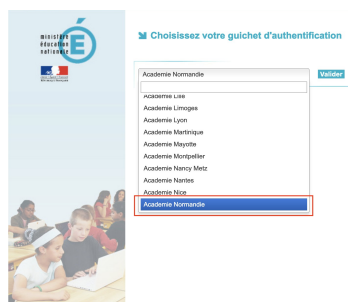 ministère
éducation
nationale
É
Choisissez votre guichet d'authentification
Academie Normandie
Valider
Academie Lille
Academie Limoges
Academie Lyon
Academie Martinique
Academie Mayotte
Academie Montpellier
Academie Nancy Metz
Academie Nantes
Academie Nice
Academie Normandie